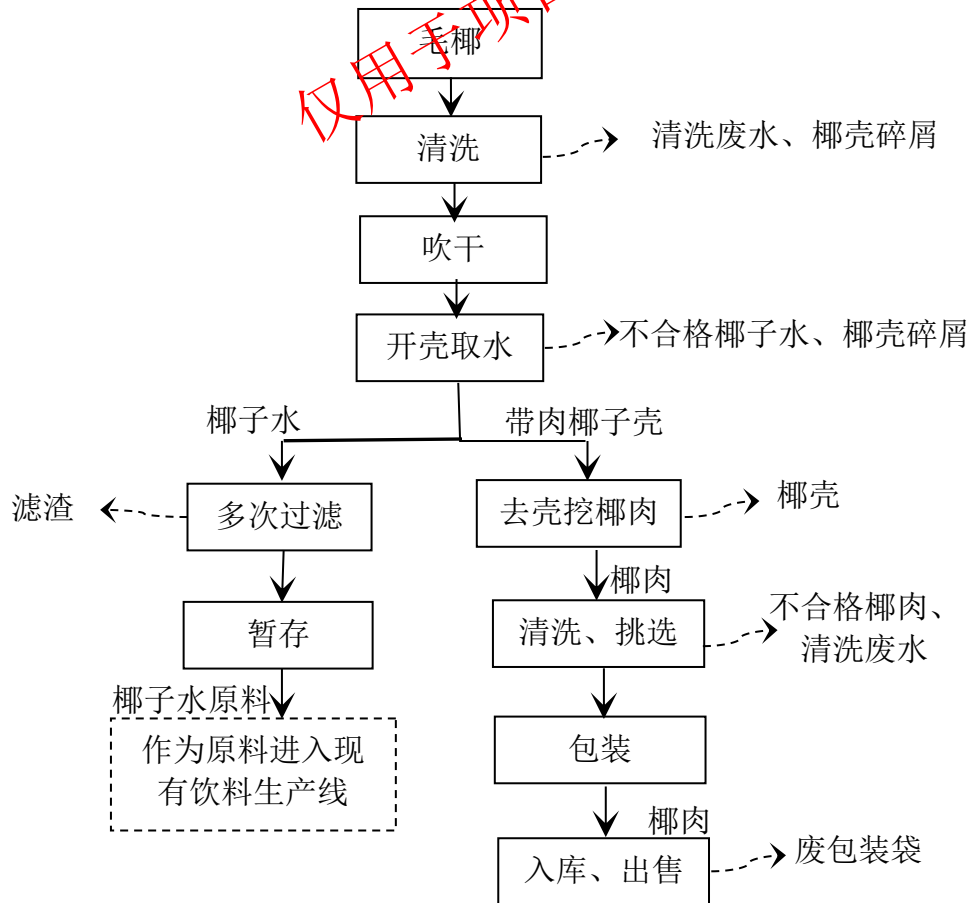 仅用于项目
毛椰
清洗
清洗废水、椰壳碎屑
吹干
开壳取水
不合格椰子水、椰壳碎屑
椰子水
带肉椰子壳
滤渣
多次过滤
去壳挖椰肉
椰壳
椰肉
暂存
清洗、挑选
不合格椰肉、
清洗废水
椰子水原料
作为原料进入现
有饮料生产线
包装
椰肉
入库、出售
废包装袋